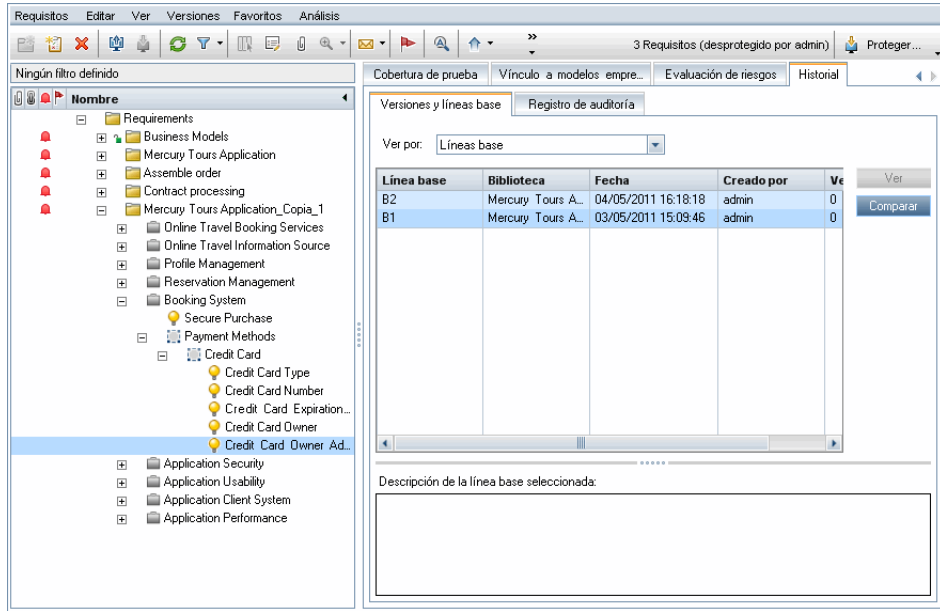 Requisitos Editar Ver Versiones Favoritos Análisis
3 Requisitos (desprotegido por admin) Proteger...
Ningún filtro definido
Nombre
Requirements
Business Models
Mercury Tours Application
Assemble order
Contract processing
Mercury Tours Application_Copia_1
Online Travel Booking Services
Online Travel Information Source
Profile Management
Reservation Management
Booking System
Secure Purchase
Payment Methods
Credit Card
Credit Card Type
Credit Card Number
Credit Card Expiration...
Credit Card Owner
Credit Card Owner Ad...
Application Security
Application Usability
Application Client System
Application Performance
Cobertura de prueba Vínculo a modelos empre... Evaluación de riesgos Historial
Versiones y líneas base Registro de auditoría
Ver por: Líneas base
Línea base Biblioteca Fecha Creado por Ve
B2 Mercury Tours A... 04/05/2011 16:18:18 admin 0
B1 Mercury Tours A... 03/05/2011 15:09:46 admin 0
Ver
Comparar
Descripción de la línea base seleccionada: